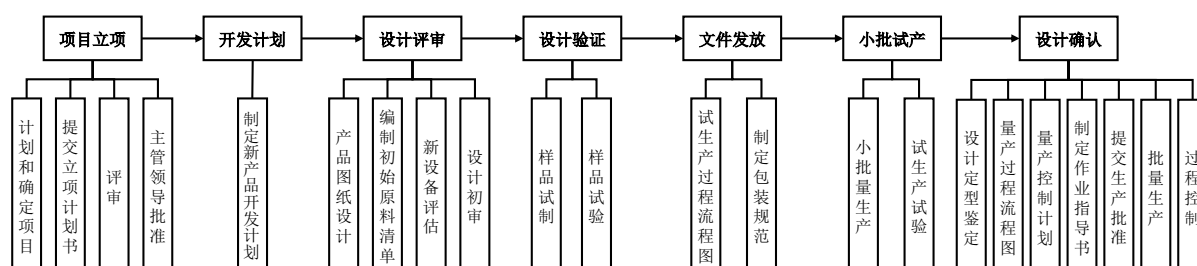 项目立项
开发计划
设计评审
设计验证
文件发放
小批试产
设计确认
计划和确定项目
提交立项计划书
评审
主管领导批准
制定新产品开发计划
产品图纸设计
编制初始原料清单
新设备评估
设计初审
样品试制
样品试验
试生产过程流程图
制定包装规范
小批量生产
试生产试验
设计定型鉴定
量产过程流程图
量产控制计划
制定作业指导书
提交生产批准
批量生产
过程控制